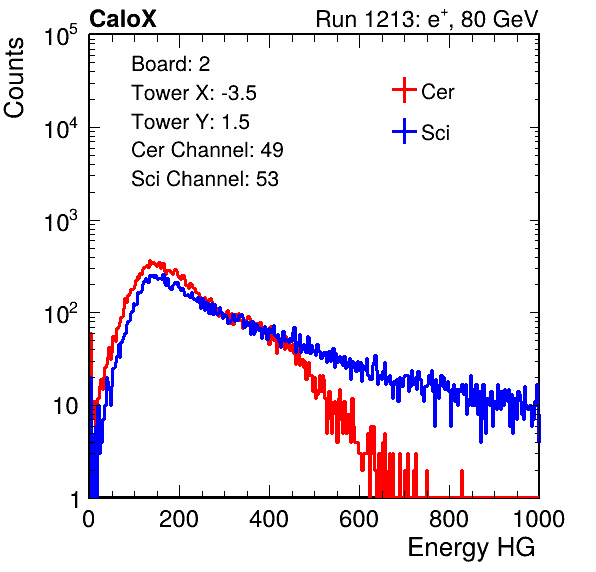 CaloX Run 1213: e⁺, 80 GeV
Counts
10⁵
10⁴
10³
10²
10
1
Board: 2
Tower X: -3.5
Tower Y: 1.5
Cer Channel: 49
Sci Channel: 53
Cer
Sci
0 200 400 600 800 1000
Energy HG